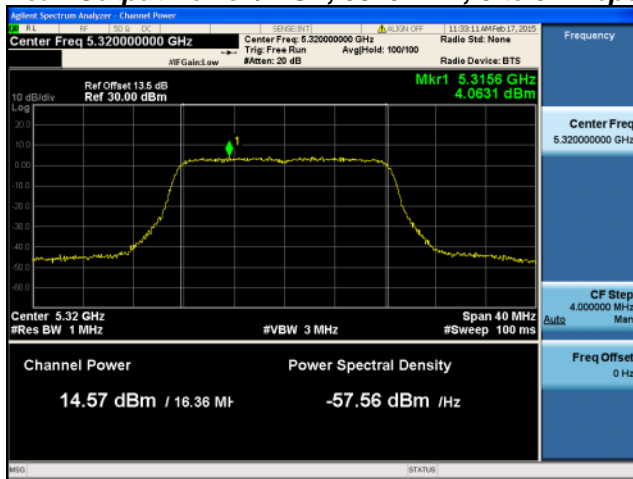 Agilent Spectrum Analyzer - Channel Power
RL RF 50 Ω DC SENSE:INT ALIGN OFF 11:33:11 AM Feb 17, 2015
Center Freq 5.320000000 GHz
Center Freq: 5.320000000 GHz
Radio Std: None
Trig: Free Run Avg|Hold: 100/100
#IFGain:Low #Atten: 20 dB Radio Device: BTS
Ref Offset 13.5 dB
10 dB/div Ref 30.00 dBm
Mkr1 5.3156 GHz
4.0631 dBm
Log
20.0
10.0
0.00
-10.0
-20.0
-30.0
-40.0
-50.0
-60.0
1
Center 5.32 GHz Span 40 MHz
#Res BW 1 MHz #VBW 3 MHz #Sweep 100 ms
Channel Power Power Spectral Density
14.57 dBm / 16.36 MH -57.56 dBm /Hz
MSG STATUS
Frequency
Center Freq
5.320000000 GHz
CF Step
4.000000 MHz
Auto Man
Freq Offset
0 Hz